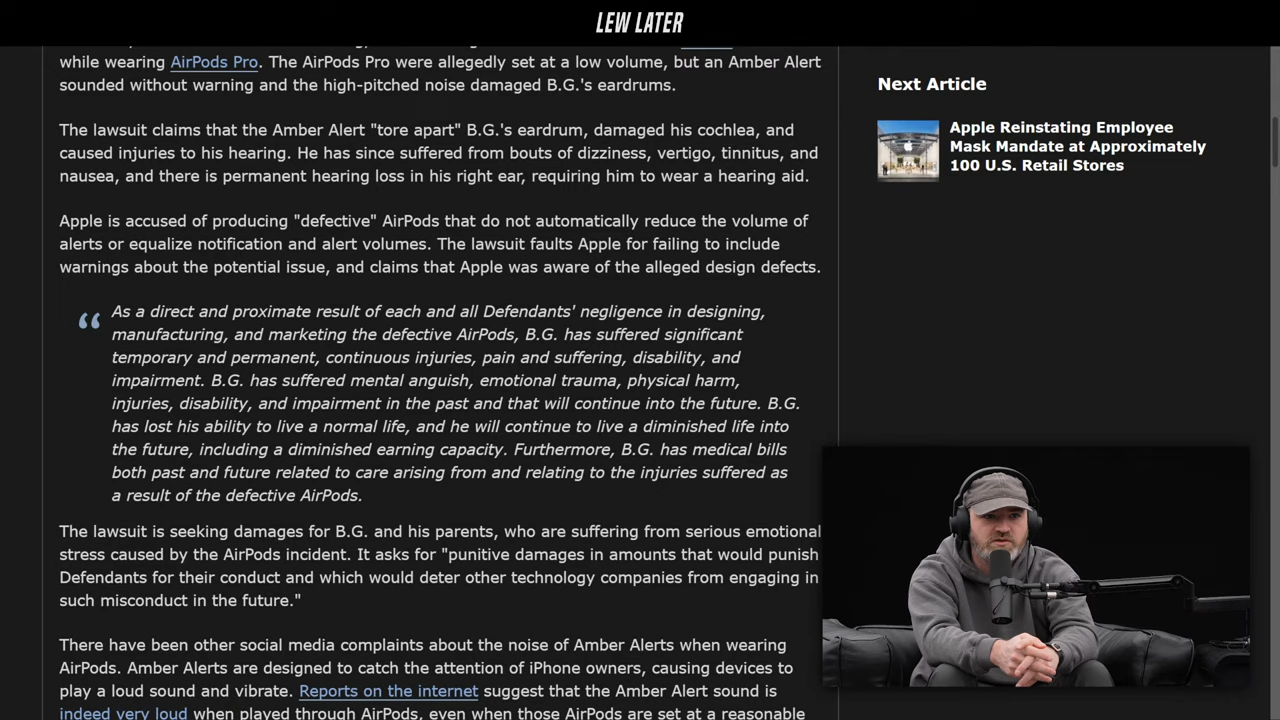 LEW LATER
while wearing AirPods Pro. The AirPods Pro were allegedly set at a low volume, but an Amber Alert
sounded without warning and the high-pitched noise damaged B.G.'s eardrums.
The lawsuit claims that the Amber Alert "tore apart" B.G.'s eardrum, damaged his cochlea, and
caused injuries to his hearing. He has since suffered from bouts of dizziness, vertigo, tinnitus, and
nausea, and there is permanent hearing loss in his right ear, requiring him to wear a hearing aid.
Apple is accused of producing "defective" AirPods that do not automatically reduce the volume of
alerts or equalize notification and alert volumes. The lawsuit faults Apple for failing to include
warnings about the potential issue, and claims that Apple was aware of the alleged design defects.
“ As a direct and proximate result of each and all Defendants' negligence in designing,
manufacturing, and marketing the defective AirPods, B.G. has suffered significant
temporary and permanent, continuous injuries, pain and suffering, disability, and
impairment. B.G. has suffered mental anguish, emotional trauma, physical harm,
injuries, disability, and impairment in the past and that will continue into the future. B.G.
has lost his ability to live a normal life, and he will continue to live a diminished life into
the future, including a diminished earning capacity. Furthermore, B.G. has medical bills
both past and future related to care arising from and relating to the injuries suffered as
a result of the defective AirPods.
The lawsuit is seeking damages for B.G. and his parents, who are suffering from serious emotional
stress caused by the AirPods incident. It asks for "punitive damages in amounts that would punish
Defendants for their conduct and which would deter other technology companies from engaging in
such misconduct in the future."
There have been other social media complaints about the noise of Amber Alerts when wearing
AirPods. Amber Alerts are designed to catch the attention of iPhone owners, causing devices to
play a loud sound and vibrate. Reports on the internet suggest that the Amber Alert sound is
indeed very loud when played through AirPods, even when those AirPods are set at a reasonable
Next Article
Apple Reinstating Employee
Mask Mandate at Approximately
100 U.S. Retail Stores